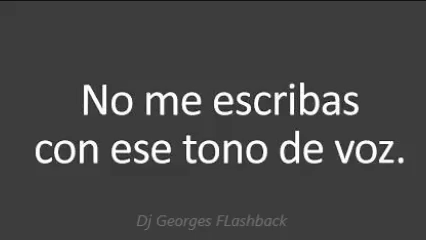 No me escribas
con ese tono de voz.
Dj Georges FLashback